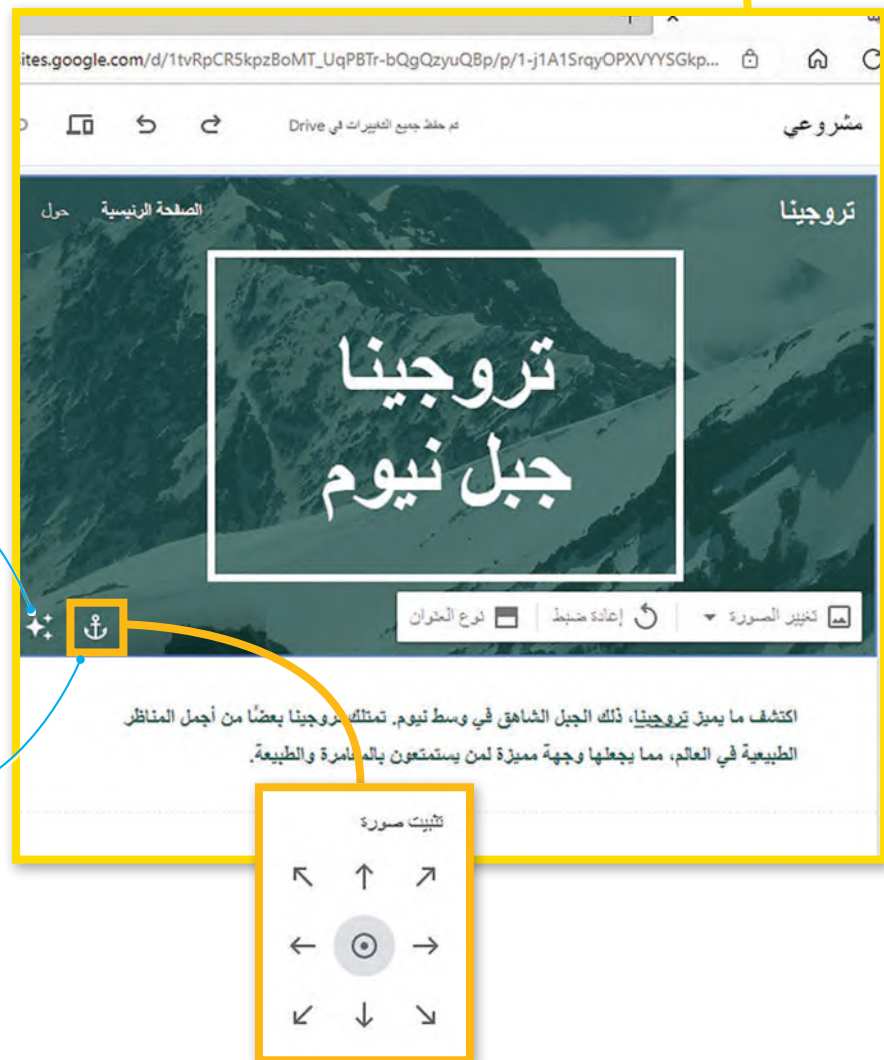 sites.google.com/d/1tvRpCR5kpzBoMT_UqPBTr-bQgQzyuQBp/p/1-j1A1SrqyOPXVYYSGkp...
مشروعي
تم حفظ جميع التغييرات في Drive
تروجينا
الصفحة الرئيسية
حول
تروجينا
جبل نيوم
تغيير الصورة
إعادة ضبط
نوع العنوان
اكتشف ما يميز تروجينا، ذلك الجبل الشاهق في وسط نيوم. تمتلك تروجينا بعضًا من أجمل المناظر
الطبيعية في العالم، مما يجعلها وجهة مميزة لمن يستمتعون بالمغامرة والطبيعة.
تثبيت صورة